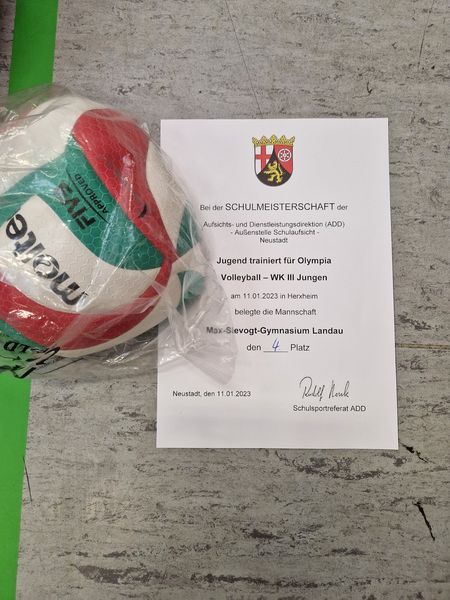 Bei der SCHULMEISTERSCHAFT der
Aufsichts- und Dienstleistungsdirektion (ADD)
- Außenstelle Schulaufsicht -
Neustadt
Jugend trainiert für Olympia
Volleyball – WK III Jungen
am 11.01.2023 in Herxheim
belegte die Mannschaft
Max-Slevogt-Gymnasium Landau
den 4 Platz
Neustadt, den 11.01.2023
Schulsportreferat ADD
FIVB
APPROVED
molte